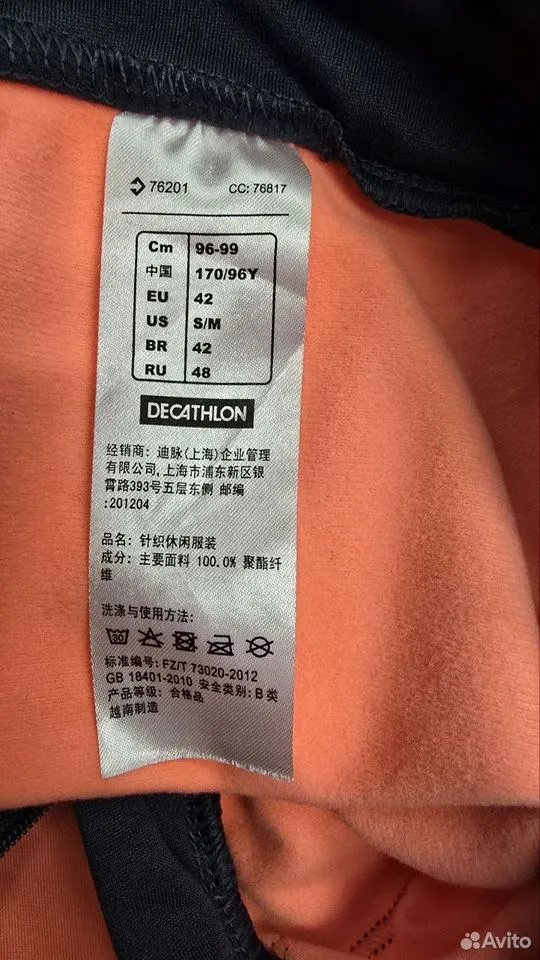 76201 CC: 76817
Cm 96-99
中国 170/96Y
EU 42
US S/M
BR 42
RU 48
DECATHLON
经销商: 迪脉(上海)企业管理
有限公司,上海市浦东新区银
霄路393号五层东侧 邮编
:201204
品名: 针织休闲服装
成分: 主要面料 100.0% 聚酯纤
维
洗涤与使用方法:
30
标准编号: FZ/T 73020-2012
GB 18401-2010 安全类别: B 类
产品等级: 合格品
越南制造
Avito